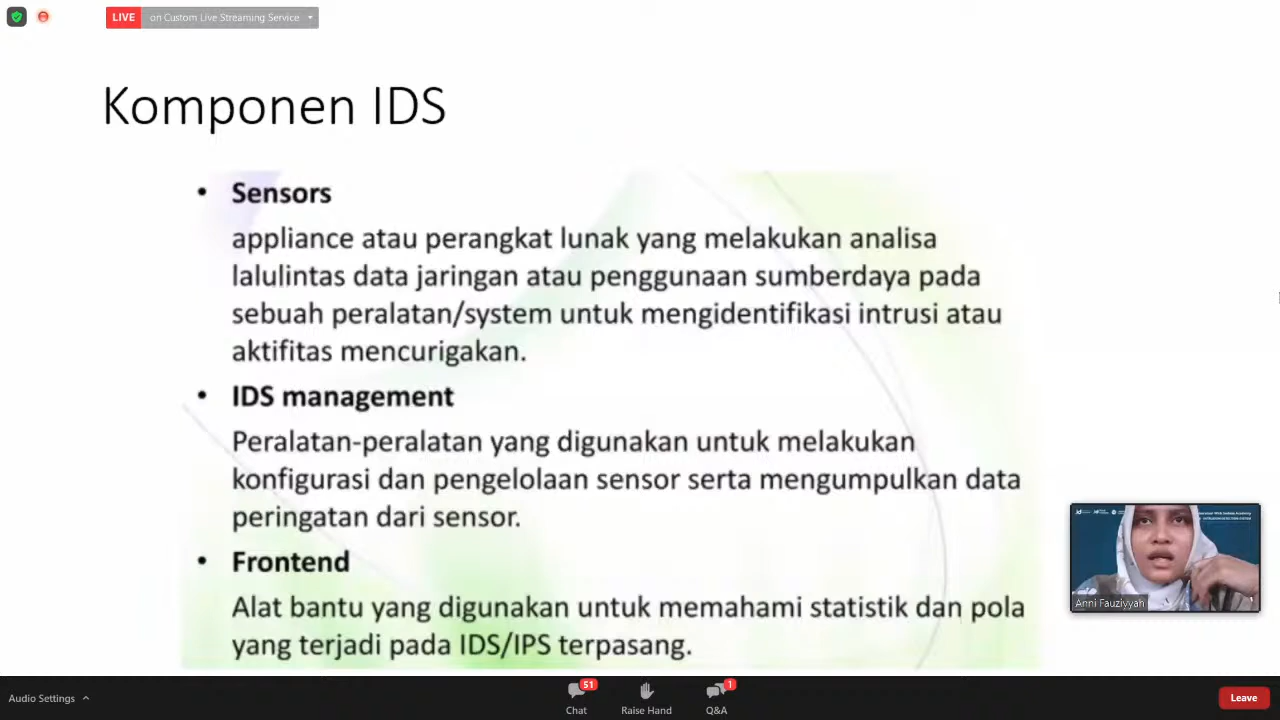 LIVE on Custom Live Streaming Service
Komponen IDS
• Sensors
appliance atau perangkat lunak yang melakukan analisa
lalulintas data jaringan atau penggunaan sumberdaya pada
sebuah peralatan/system untuk mengidentifikasi intrusi atau
aktifitas mencurigakan.
• IDS management
Peralatan-peralatan yang digunakan untuk melakukan
konfigurasi dan pengelolaan sensor serta mengumpulkan data
peringatan dari sensor.
• Frontend
Alat bantu yang digunakan untuk memahami statistik dan pola
yang terjadi pada IDS/IPS terpasang.
Anni Fauziyyah
Audio Settings
51
Chat
Raise Hand
1
Q&A
Leave